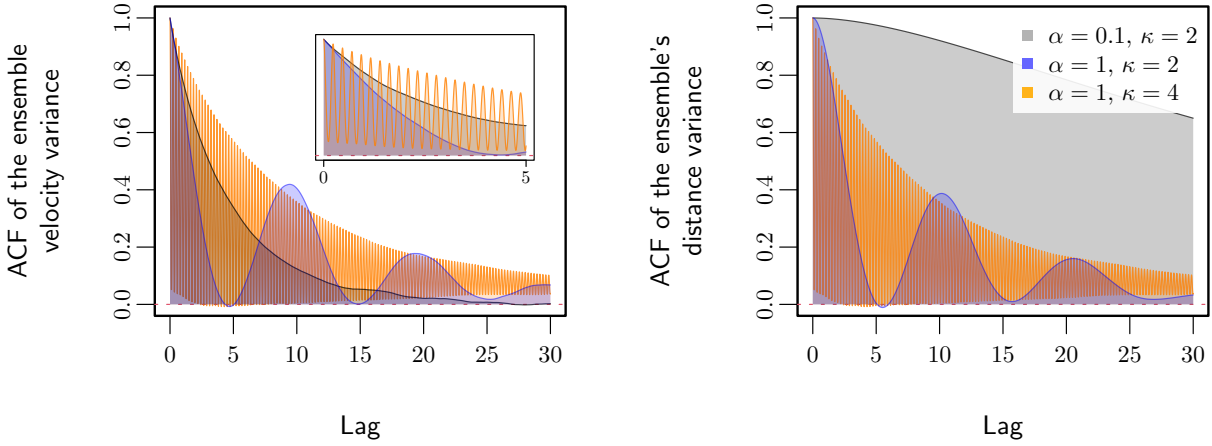 ACF of the ensemble
velocity variance
1.0
0.8
0.6
0.4
0.2
0.0
0
5
0 5 10 15 20 25 30
Lag
ACF of the ensemble's
distance variance
1.0
0.8
0.6
0.4
0.2
0.0
α = 0.1, κ = 2
α = 1, κ = 2
α = 1, κ = 4
0 5 10 15 20 25 30
Lag